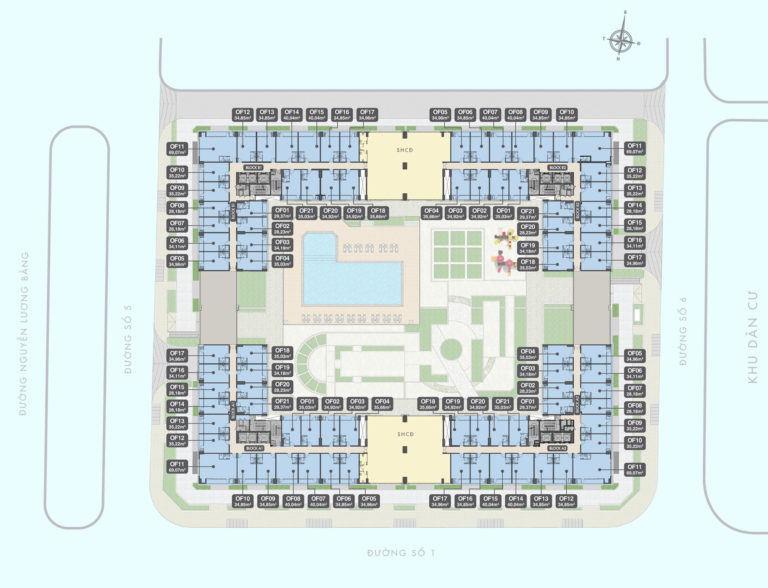 B
T
Đ
N
OF12 OF13 OF14 OF15 OF16 OF17
34,85m² 34,85m² 40,04m² 40,04m² 34,85m² 34,96m²
OF05 OF06 OF07 OF08 OF09 OF10
34,96m² 34,85m² 40,04m² 40,04m² 34,85m² 34,85m²
OF11
69,07m²
OF10
35,22m²
OF09
35,22m²
OF08
28,18m²
OF07
28,18m²
OF06
34,11m²
OF05
34,96m²
SHCĐ
BLOCK B1
BLOCK B2
OF01
29,37m²
OF21 OF20 OF19 OF18
35,03m² 34,92m² 34,92m² 35,66m²
OF02
28,23m²
OF03
34,18m²
OF04
35,03m²
OF04 OF03 OF02 OF01
35,66m² 34,92m² 34,92m² 35,03m²
OF21
29,37m²
OF20
28,23m²
OF19
34,18m²
OF18
35,03m²
OF11
69,07m²
OF12
35,22m²
OF13
35,22m²
OF14
28,18m²
OF15
28,18m²
OF16
34,11m²
OF17
34,96m²
ĐƯỜNG NGUYỄN LƯƠNG BẰNG
ĐƯỜNG SỐ 5
ĐƯỜNG SỐ 6
KHU DÂN CƯ
OF17
34,96m²
OF16
34,11m²
OF15
28,18m²
OF14
28,18m²
OF13
35,22m²
OF12
35,22m²
OF11
69,07m²
OF18
35,03m²
OF19
34,18m²
OF20
28,23m²
OF21
29,37m²
OF01 OF02 OF03 OF04
35,03m² 34,92m² 34,92m² 35,66m²
OF18 OF19 OF20 OF21
35,66m² 34,92m² 34,92m² 35,03m²
OF04
35,03m²
OF03
34,18m²
OF02
28,23m²
OF01
29,37m²
OF05
34,96m²
OF06
34,11m²
OF07
28,18m²
OF08
28,18m²
OF09
35,22m²
OF10
35,22m²
OF11
69,07m²
SHCĐ
BLOCK A1
BLOCK A2
OF10 OF09 OF08 OF07 OF06 OF05
34,85m² 34,85m² 40,04m² 40,04m² 34,85m² 34,96m²
OF17 OF16 OF15 OF14 OF13 OF12
34,96m² 34,85m² 40,04m² 40,04m² 34,85m² 34,85m²
ĐƯỜNG SỐ 1